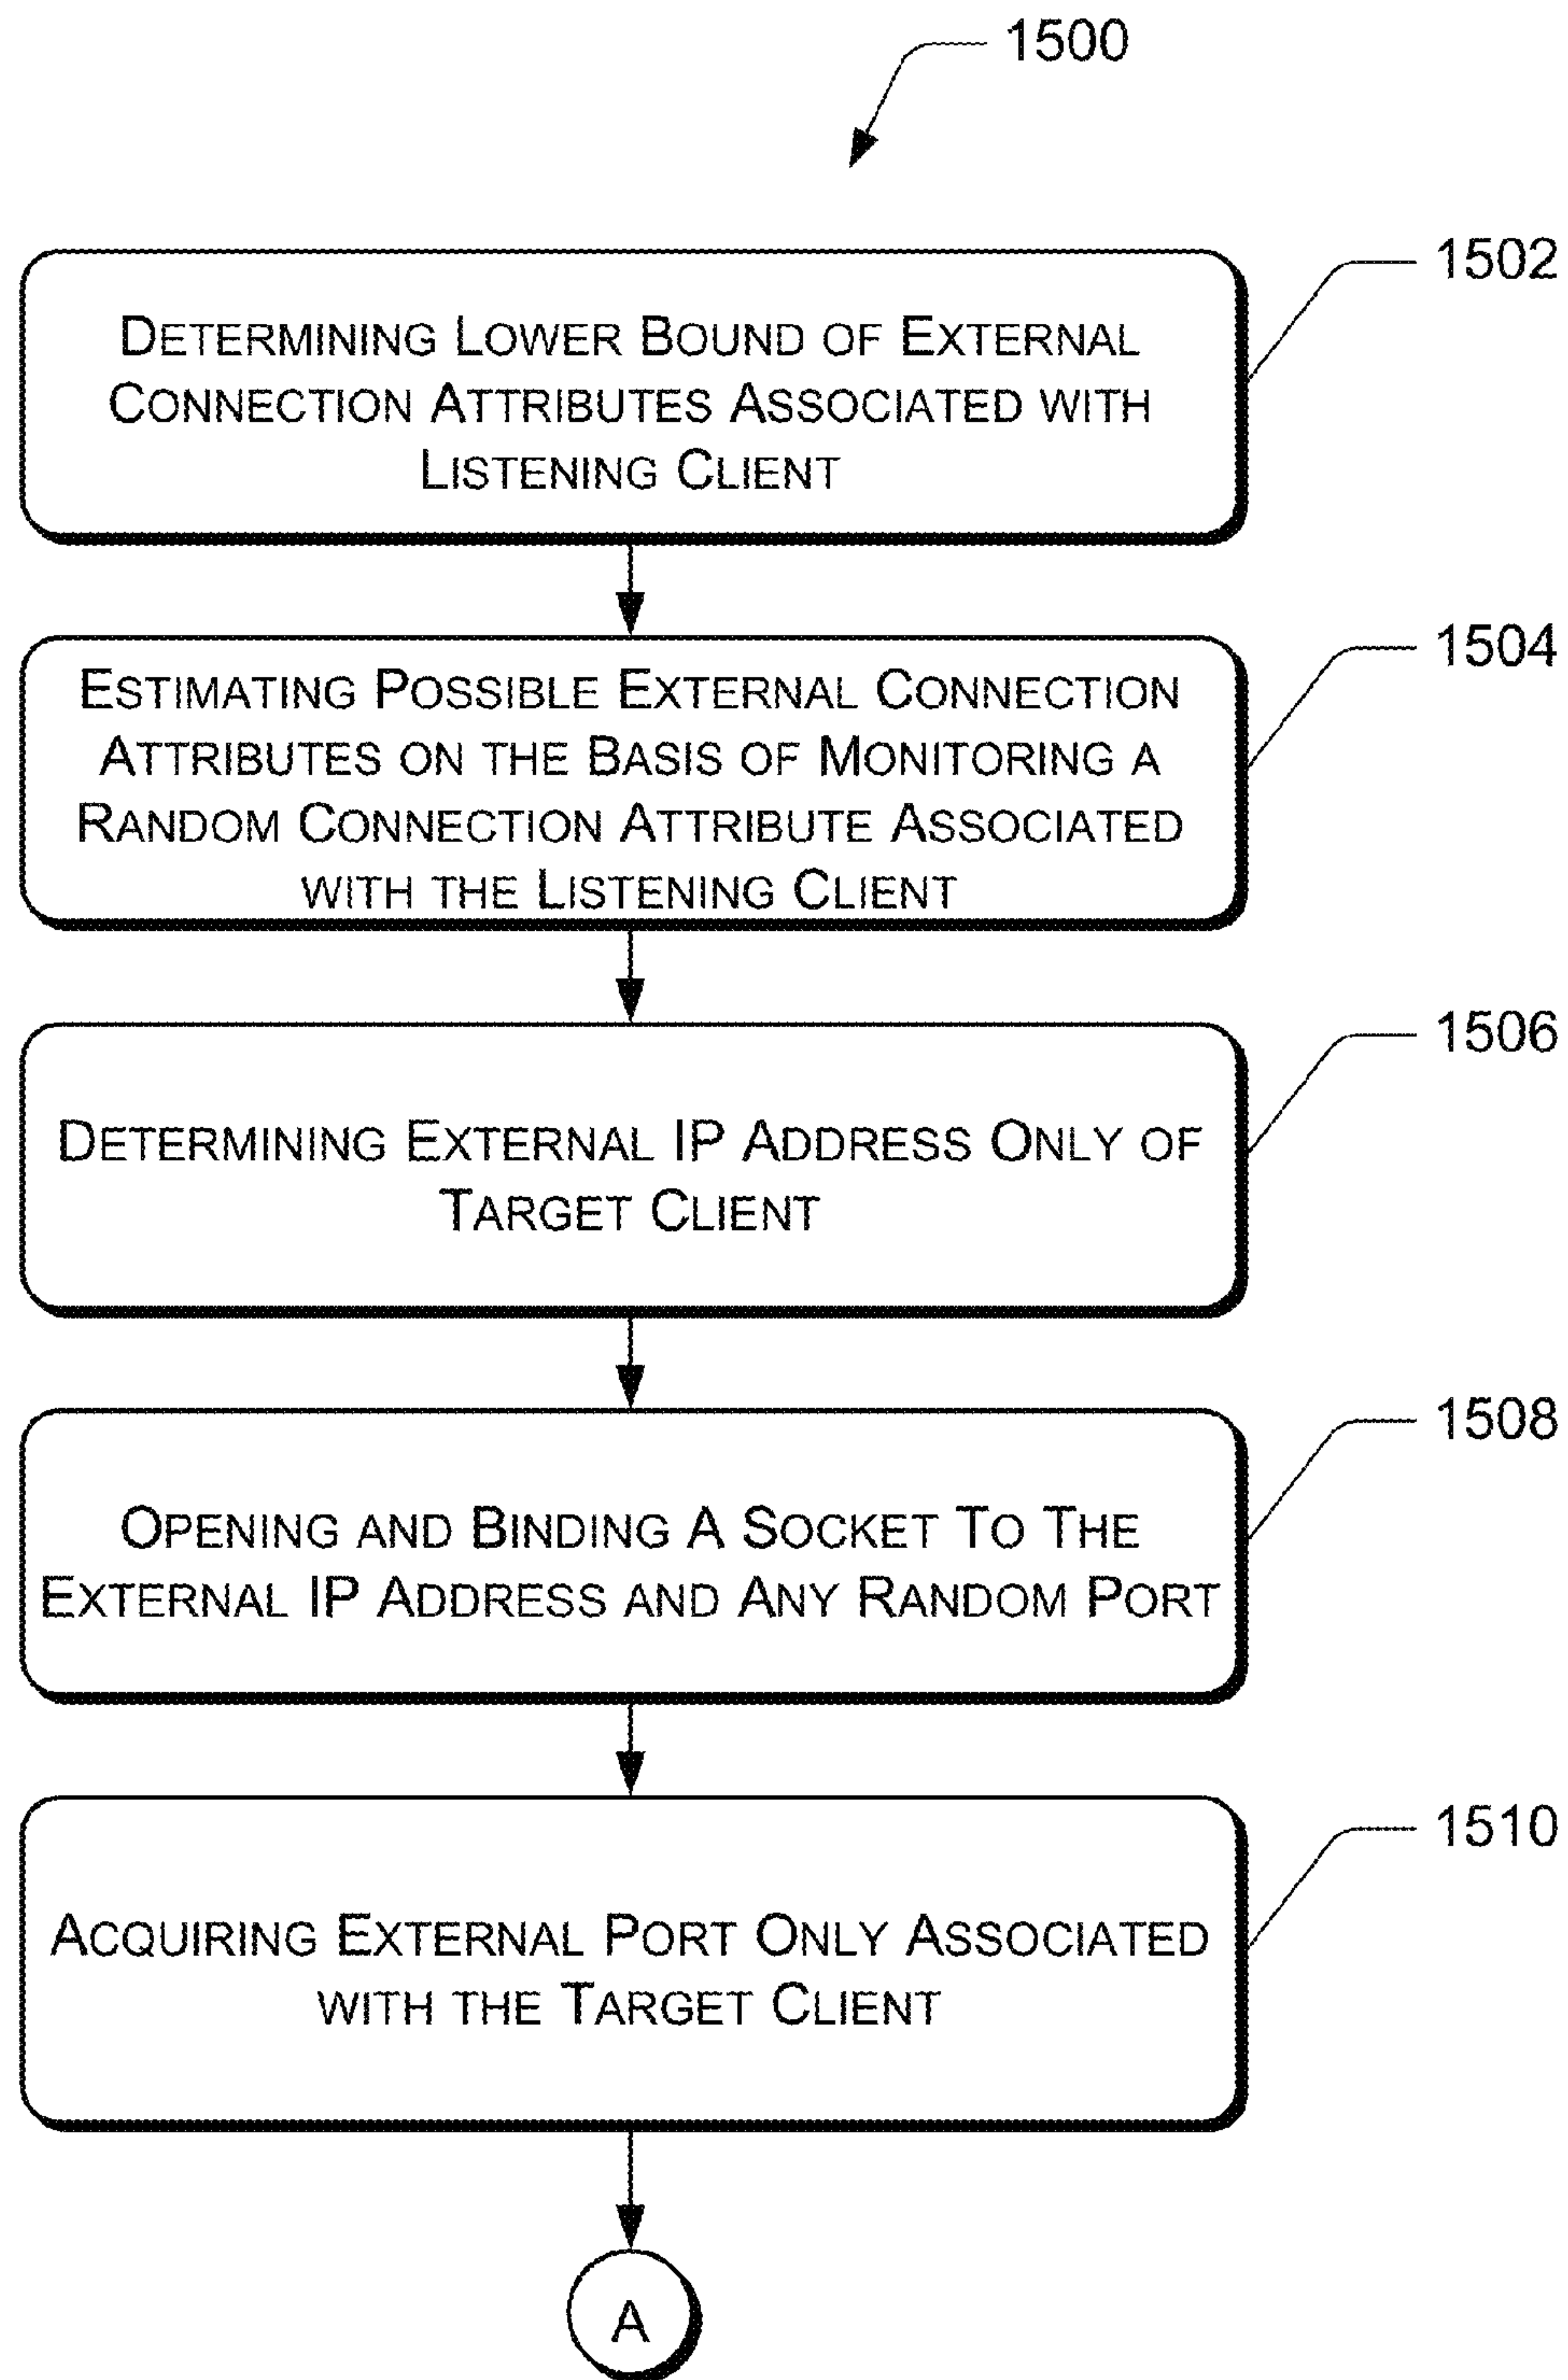 1500
1502
DETERMINING LOWER BOUND OF EXTERNAL
CONNECTION ATTRIBUTES ASSOCIATED WITH
LISTENING CLIENT
1504
ESTIMATING POSSIBLE EXTERNAL CONNECTION
ATTRIBUTES ON THE BASIS OF MONITORING A
RANDOM CONNECTION ATTRIBUTE ASSOCIATED
WITH THE LISTENING CLIENT
1506
DETERMINING EXTERNAL IP ADDRESS ONLY OF
TARGET CLIENT
1508
OPENING AND BINDING A SOCKET TO THE
EXTERNAL IP ADDRESS AND ANY RANDOM PORT
1510
ACQUIRING EXTERNAL PORT ONLY ASSOCIATED
WITH THE TARGET CLIENT
A